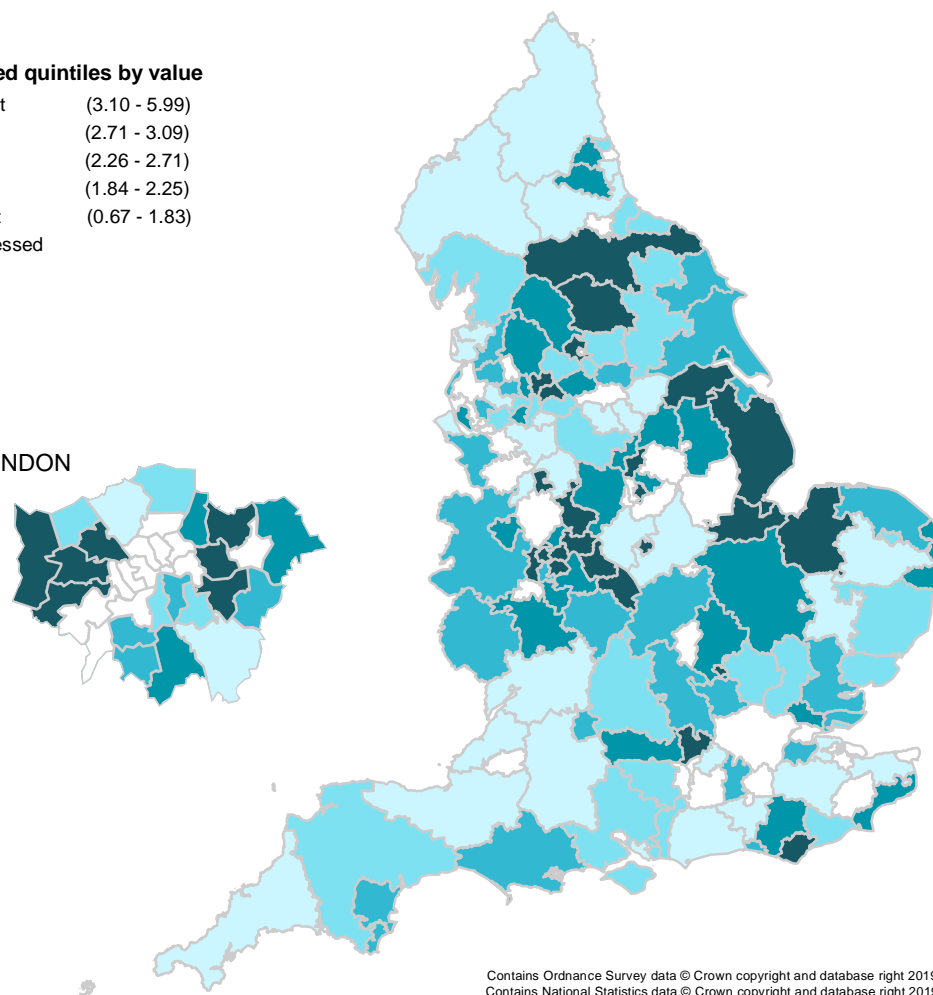 ed quintiles by value
t (3.10 - 5.99)
(2.71 - 3.09)
(2.26 - 2.71)
(1.84 - 2.25)
t (0.67 - 1.83)
essed
NDON
Contains Ordnance Survey data © Crown copyright and database right 2019
Contains National Statistics data © Crown copyright and database right 2019